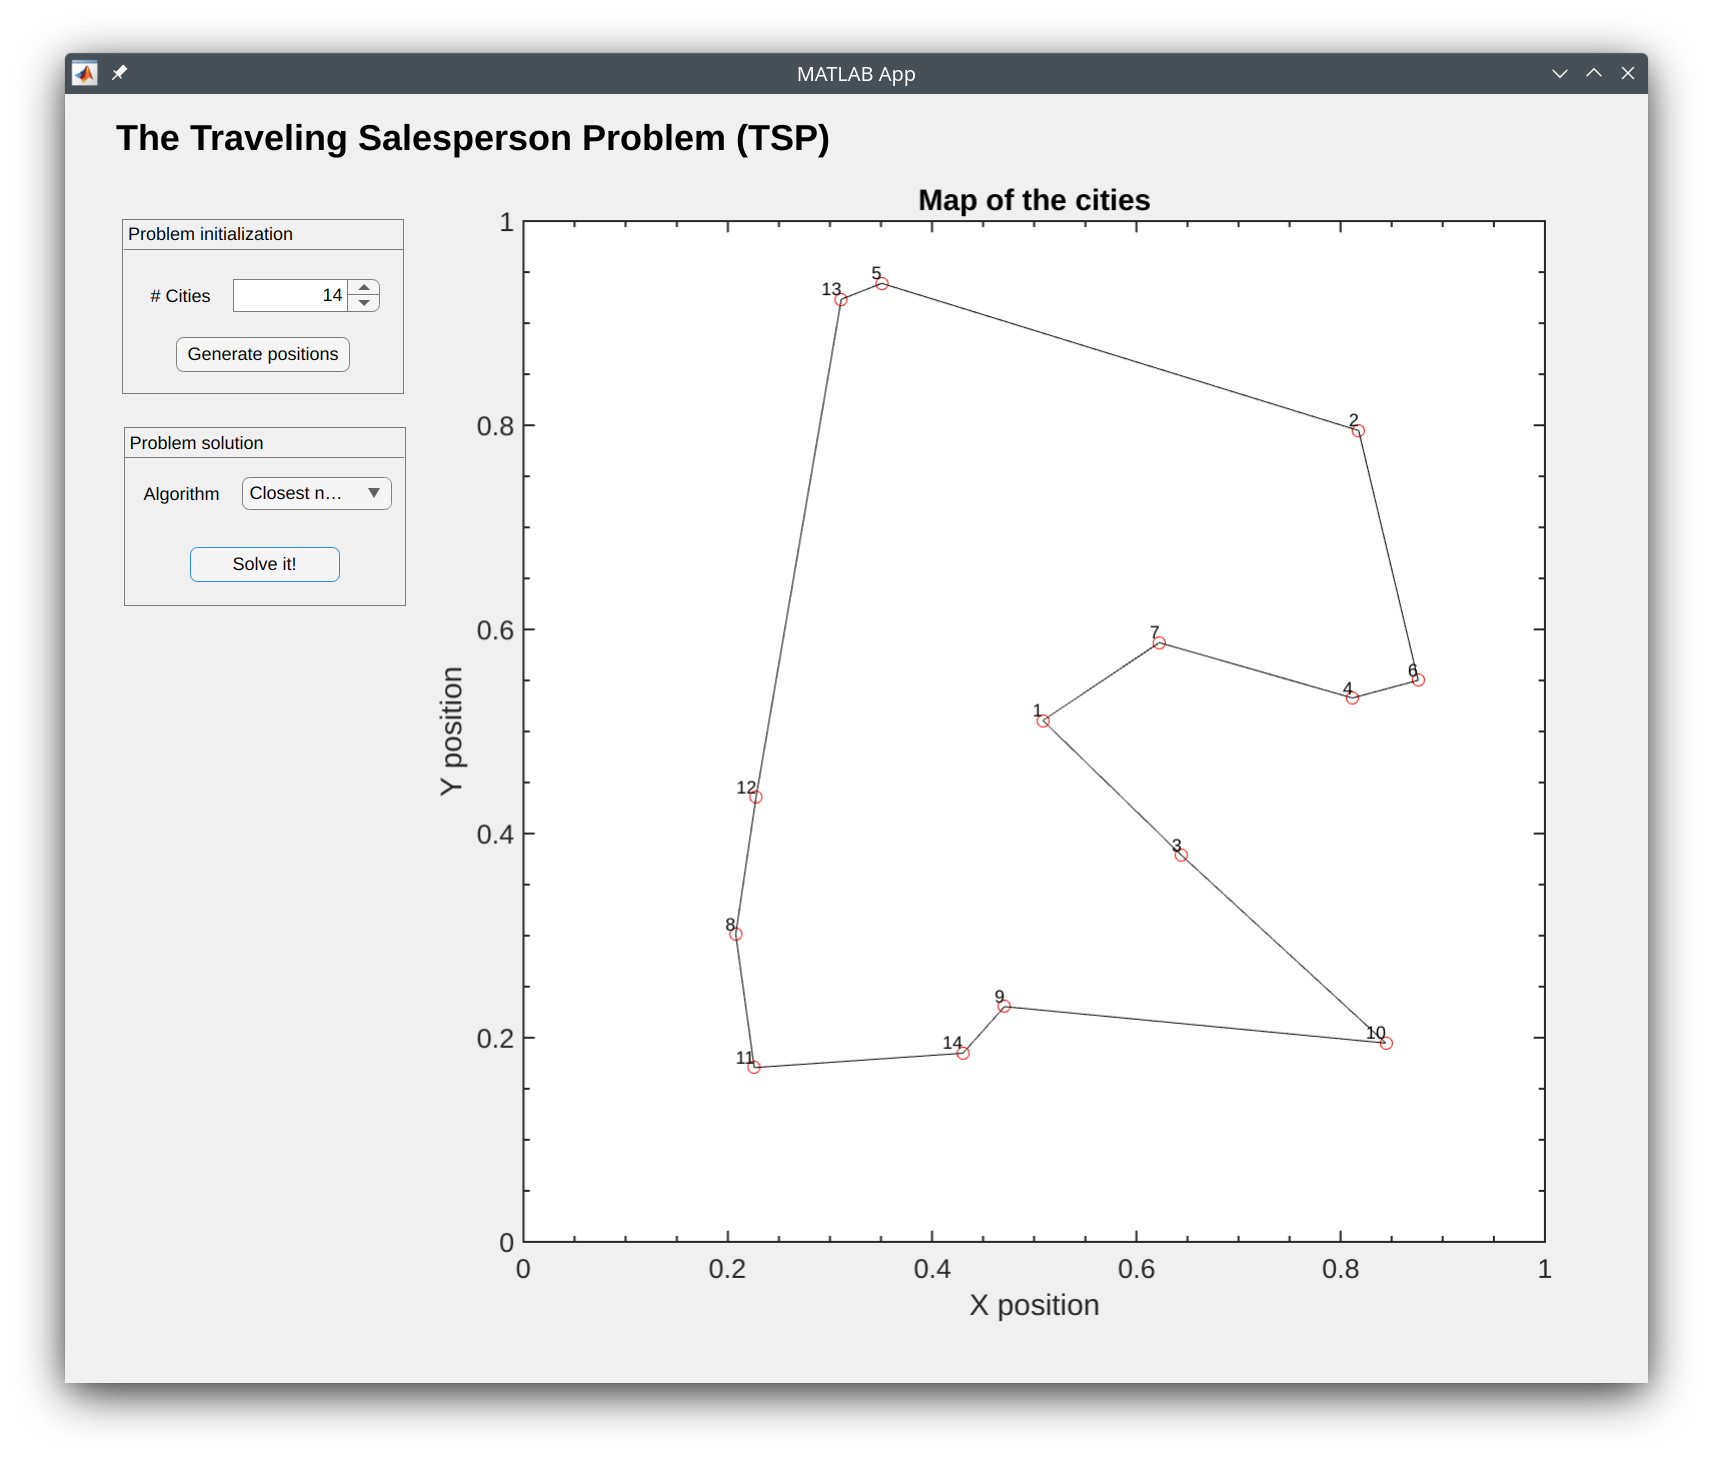 MATLAB App
The Traveling Salesperson Problem (TSP)
Problem initialization
# Cities 14
Generate positions
Problem solution
Algorithm Closest n...
Solve it!
Map of the cities
1
0.8
0.6
0.4
0.2
0
Y position
5
13
2
7
6
4
1
12
3
8
9
10
14
11
0 0.2 0.4 0.6 0.8 1
X position